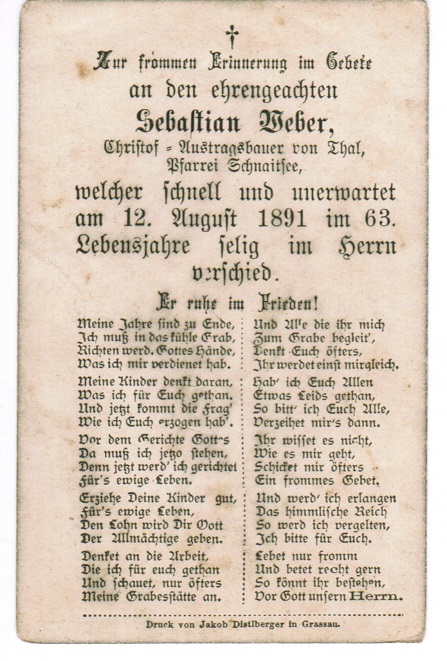 †
Zur frommen Erinnerung im Gebete
an den ehrengeachten
Sebastian Weber,
Christof = Austragsbauer von Thal,
Pfarrei Schnaitsee,
welcher schnell und unerwartet
am 12. August 1891 im 63.
Lebensjahre selig im Herrn
verschied.
Er ruhe im Frieden!
Meine Jahre sind zu Ende,
Ich muß in das kühle Grab,
Richten werd. Gottes Hände,
Was ich mir verdienet hab.
Meine Kinder denkt daran,
Was ich für Euch gethan.
Und jetzt kommt die Frag'
Wie ich Euch erzogen hab'.
Vor dem Gerichte Gottes
Da muß ich jetzo stehen,
Denn jetzt werd' ich gerichtet
Für's ewige Leben.
Erziehe Deine Kinder gut,
Für's ewige Leben,
Den Lohn wird Dir Gott
Der Allmächtige geben.
Denket an die Arbeit,
Die ich für euch gethan
Und schauet, nur öfters
Meine Grabesstätte an.
Und Alle die ihr mich
Zum Grabe begleit',
Denkt Euch öfters,
Ihr werdet einst mir gleich.
Hab' ich Euch Allen
Etwas Leids gethan,
So bitt' ich Euch Alle,
Verzeihet mir's dann.
Ihr wisset es nicht,
Wie es mir geht,
Schicket mir öfters
Ein frommes Gebet.
Und werd' ich erlangen
Das himmlische Reich
So werd ich vergelten,
Ich bitte für Euch.
Lebet nur fromm
Und betet recht gern
So könnt ihr bestehen,
Vor Gott unsern Herrn.
Druck von Jakob Distlberger in Grassau.